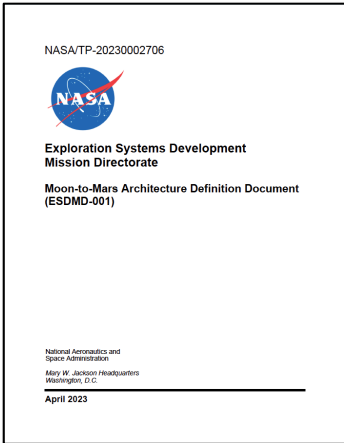 NASA/TP-20230002706
NASA
Exploration Systems Development
Mission Directorate
Moon-to-Mars Architecture Definition Document
(ESDMD-001)
National Aeronautics and
Space Administration
Mary W. Jackson Headquarters
Washington, D.C.
April 2023